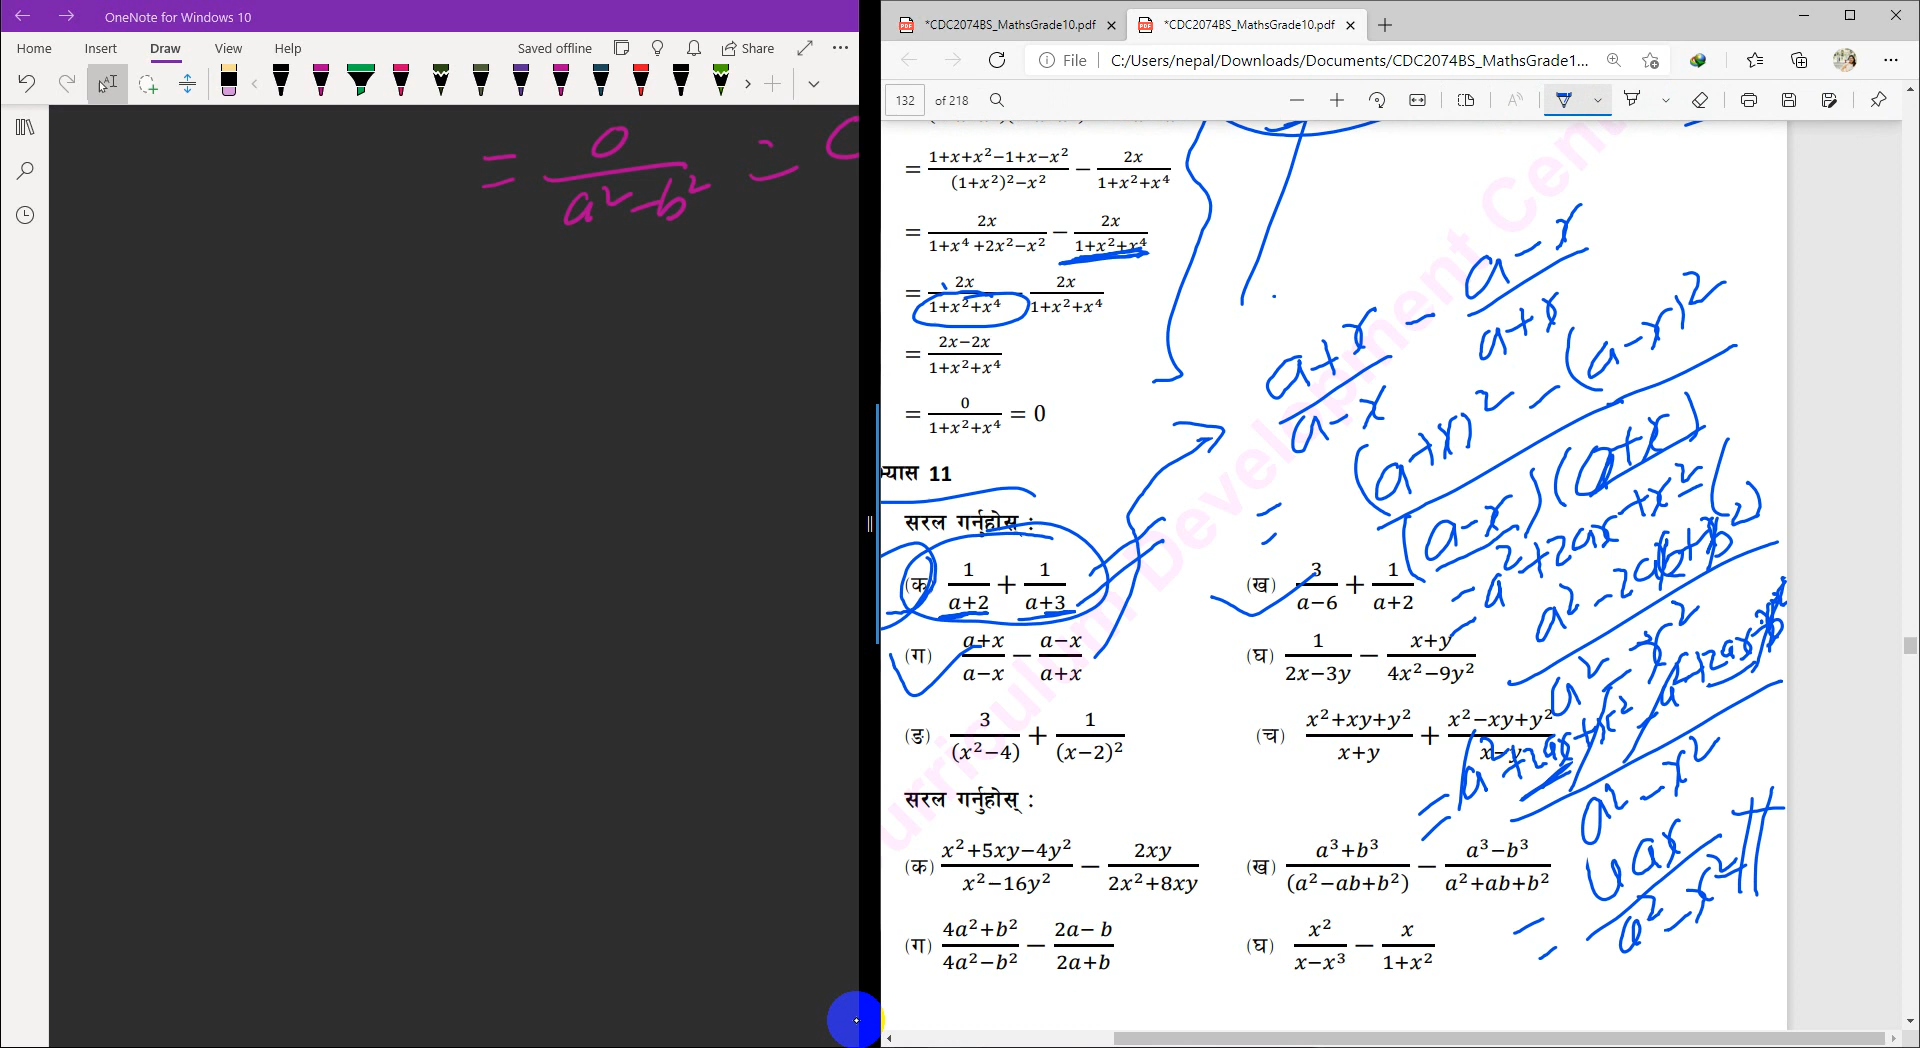 OneNote for Windows 10
Home Insert Draw View Help Saved offline Share
= 0/(a²-b²) =
*CDC2074BS_MathsGrade10.pdf *CDC2074BS_MathsGrade10.pdf
File C:/Users/nepal/Downloads/Documents/CDC2074BS_MathsGrade1...
132 of 218
= (1+x+x²−1+x−x²)/((1+x²)²−x²) − 2x/(1+x²+x⁴)
= 2x/(1+x⁴+2x²−x²) − 2x/(1+x²+x⁴)
= 2x/(1+x²+x⁴) − 2x/(1+x²+x⁴)
= (2x−2x)/(1+x²+x⁴)
= 0/(1+x²+x⁴) = 0
भ्यास 11
सरल गर्नुहोस् :
(क) 1/(a+2) + 1/(a+3) (ख) 3/(a−6) + 1/(a+2)
(ग) (a+x)/(a−x) − (a−x)/(a+x) (घ) 1/(2x−3y) − (x+y)/(4x²−9y²)
(ङ) 3/(x²−4) + 1/(x−2)² (च) (x²+xy+y²)/(x+y) + (x²−xy+y²)/(x−y)
सरल गर्नुहोस् :
(क) (x²+5xy−4y²)/(x²−16y²) − 2xy/(2x²+8xy) (ख) (a³+b³)/(a²−ab+b²) − (a³−b³)/(a²+ab+b²)
(ग) (4a²+b²)/(4a²−b²) − (2a−b)/(2a+b) (घ) x²/(x−x³) − x/(1+x²)
(a+x)/(a−x) − (a−x)/(a+x)
= ((a+x)² − (a−x)²)/((a−x)(a+x))
= 4ax/(a²−x²)
urriculum Development Cent